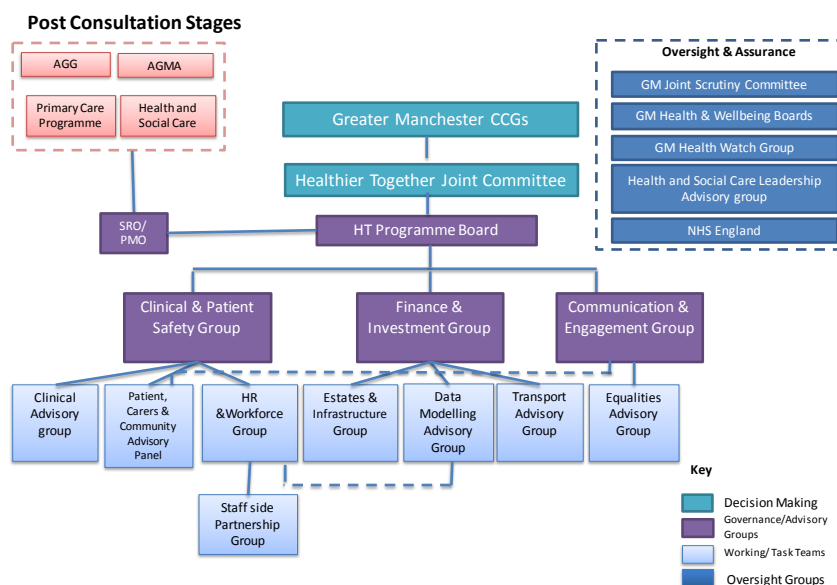 Post Consultation Stages
AGG
AGMA
Primary Care
Programme
Health and
Social Care
Oversight & Assurance
GM Joint Scrutiny Committee
GM Health & Wellbeing Boards
GM Health Watch Group
Health and Social Care Leadership
Advisory group
NHS England
Greater Manchester CCGs
Healthier Together Joint Committee
SRO/
PMO
HT Programme Board
Clinical & Patient
Safety Group
Finance &
Investment Group
Communication &
Engagement Group
Clinical
Advisory
group
Patient,
Carers &
Community
Advisory
Panel
HR
&Workforce
Group
Estates &
Infrastructure
Group
Data
Modelling
Advisory
Group
Transport
Advisory
Group
Equalities
Advisory
Group
Staff side
Partnership
Group
Key
Decision Making
Governance/Advisory
Groups
Working/ Task Teams
Oversight Groups